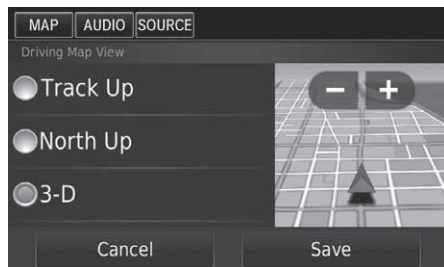 MAP AUDIO SOURCE
Driving Map View
Track Up
North Up
3-D
Cancel Save